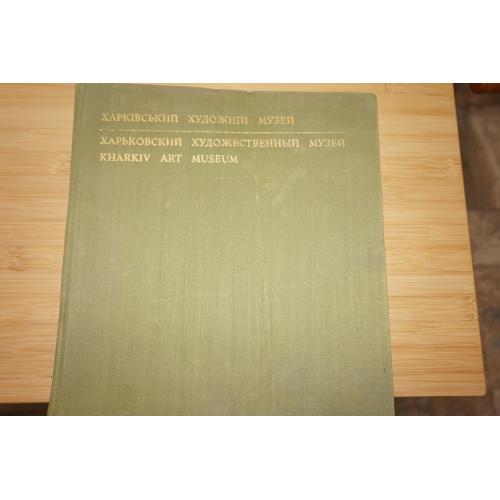 ХАРКІВСЬКИЙ ХУДОЖНІЙ МУЗЕЙ
ХАРЬКОВСКИЙ ХУДОЖЕСТВЕННЫЙ МУЗЕЙ
KHARKIV ART MUSEUM